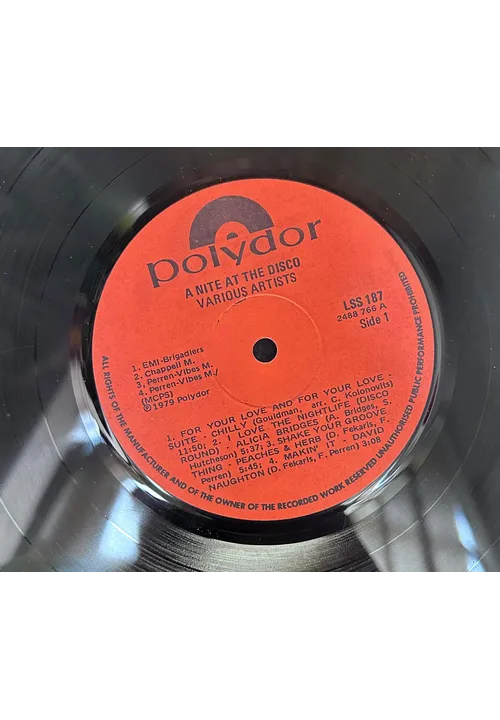 polydor
A NITE AT THE DISCO
VARIOUS ARTISTS
LSS 187
2488 766 A
Side 1
1. EMI-Brigadiers
2. Chappell M.
3. Perren-Vibes M.
4. Perren-Vibes M./
(MCPS)
℗1979 Polydor
1. FOR YOUR LOVE AND FOR YOUR LOVE -
SUITE - CHILLY (Gouldman, arr. C. Kolonovits)
11:50; 2. I LOVE THE NIGHTLIFE (DISCO
ROUND) - ALICIA BRIDGES (A. Bridges, S.
Hutcheson) 5:37; 3. SHAKE YOUR GROOVE
THING - PEACHES & HERB (D. Fekaris, F.
Perren) 5:45; 4. MAKIN' IT - DAVID
NAUGHTON (D. Fekaris, F. Perren) 3:08
ALL RIGHTS OF THE MANUFACTURER AND OF THE OWNER OF THE RECORDED WORK RESERVED UNAUTHORISED PUBLIC PERFORMANCE PROHIBITED